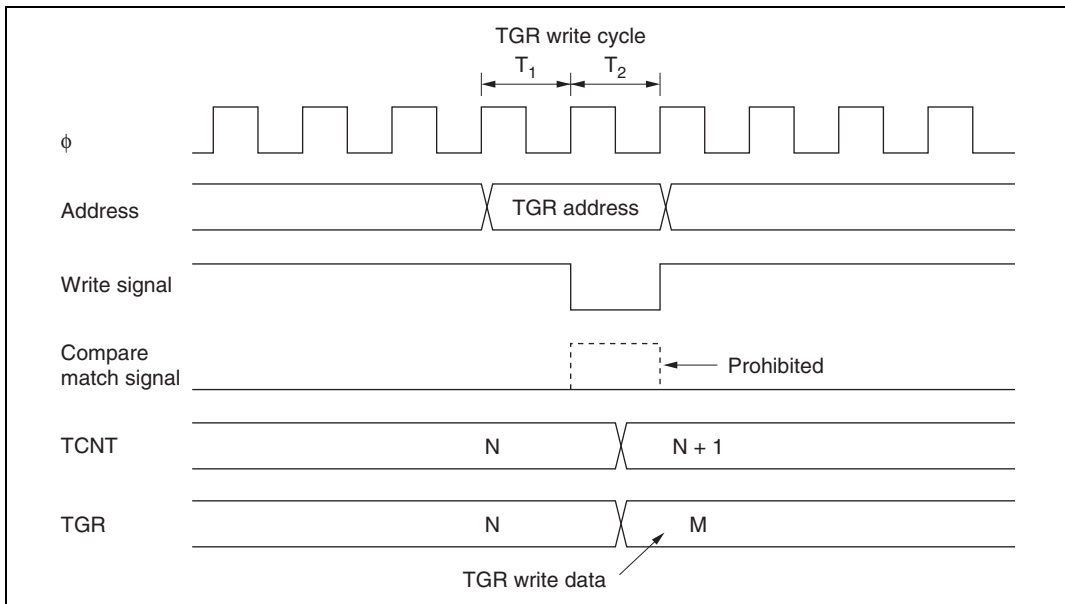 TGR write cycle
T1 T2
ϕ
Address
TGR address
Write signal
Compare
match signal
Prohibited
TCNT
N
N + 1
TGR
N
M
TGR write data